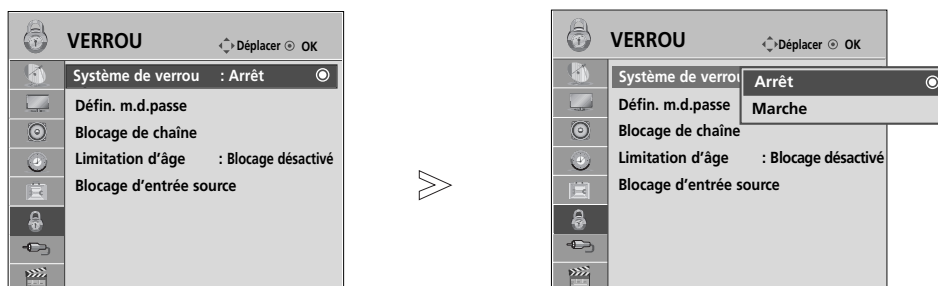 VERROU
Déplacer OK
Système de verrou : Arrêt
Défin. m.d.passe
Blocage de chaîne
Limitation d'âge : Blocage désactivé
Blocage d'entrée source
VERROU
Déplacer OK
Système de verrou
Arrêt
Défin. m.d.passe
Marche
Blocage de chaîne
Limitation d'âge : Blocage désactivé
Blocage d'entrée source